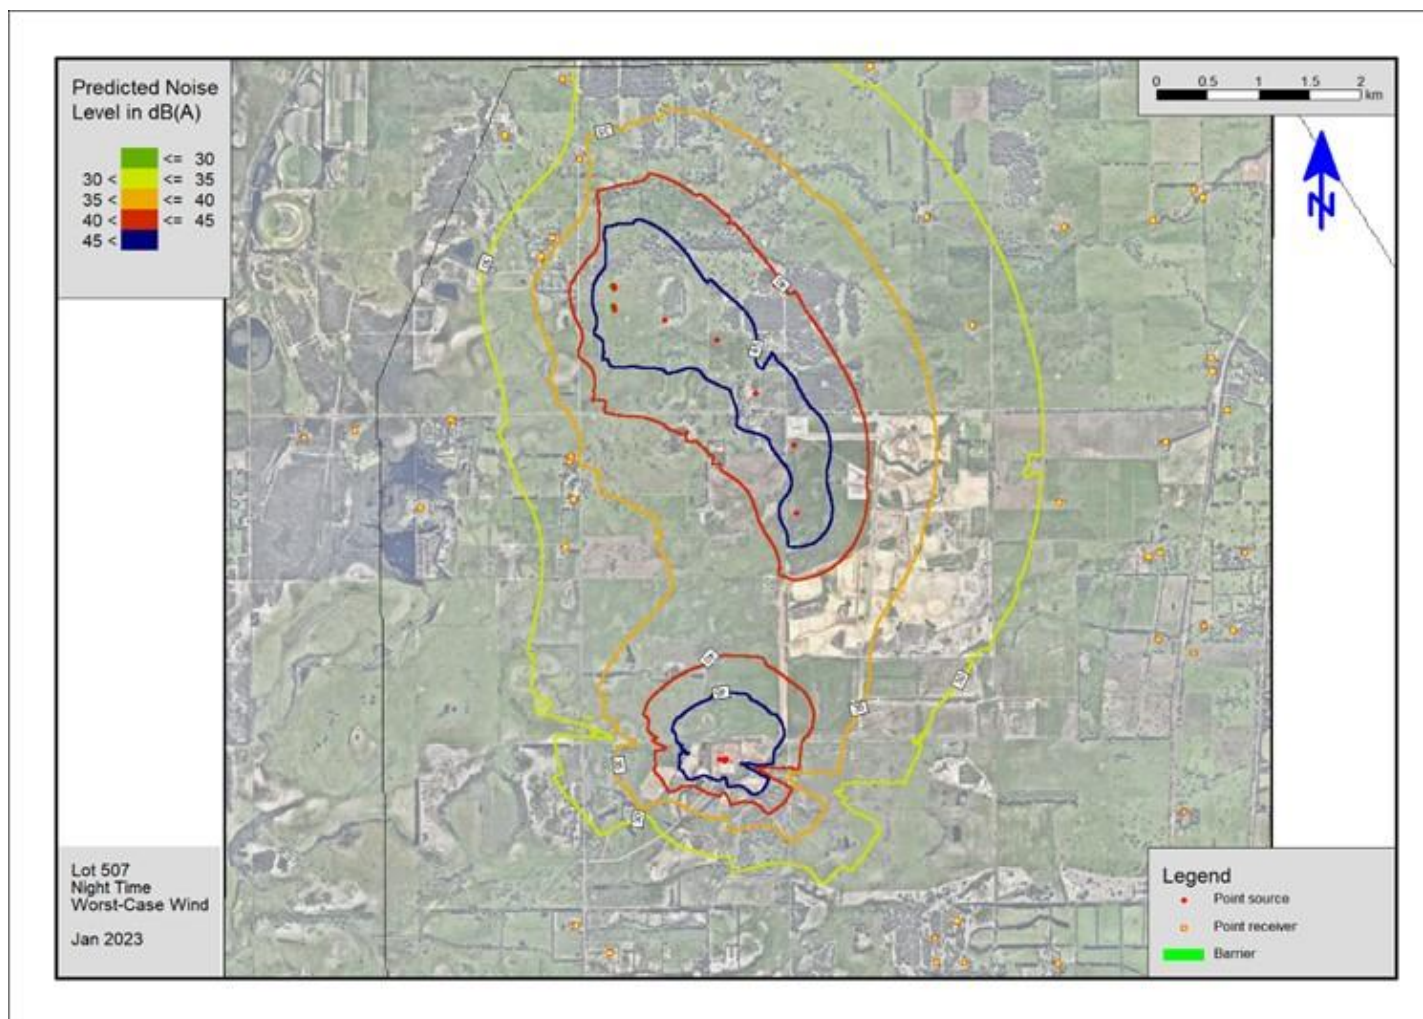 Predicted Noise
Level in dB(A)
<= 30
30 < <= 35
35 < <= 40
40 < <= 45
45 <
0 0.5 1 1.5 2
km
N
Lot 507
Night Time
Worst-Case Wind
Jan 2023
Legend
Point source
Point receiver
Barrier